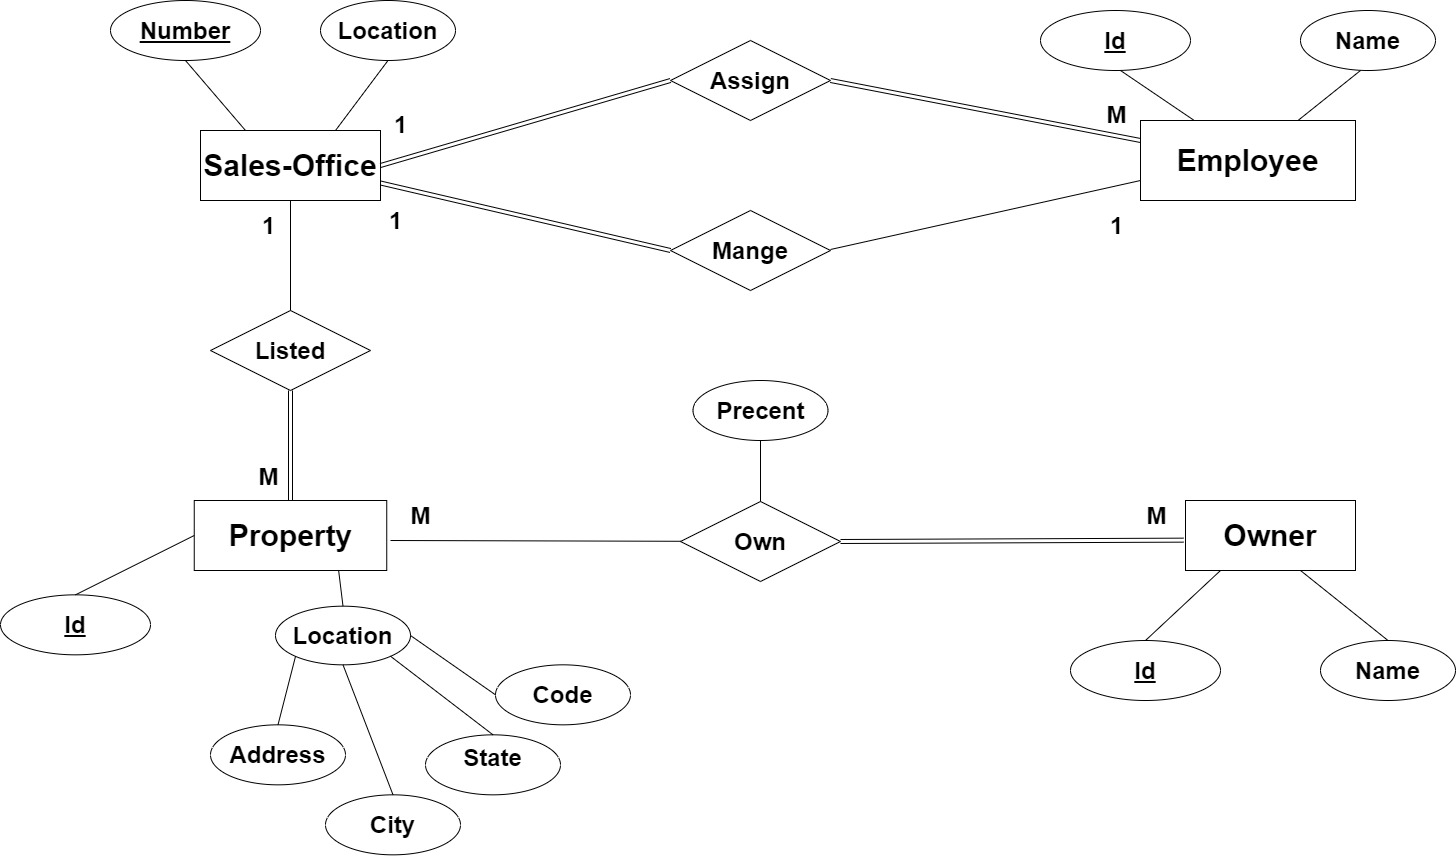 Number
Location
Id
Name
1
Assign
M
Sales-Office
Employee
1
1
Mange
1
Listed
Precent
M
M
M
Property
Own
Owner
Id
Location
Id
Name
Code
Address
State
City